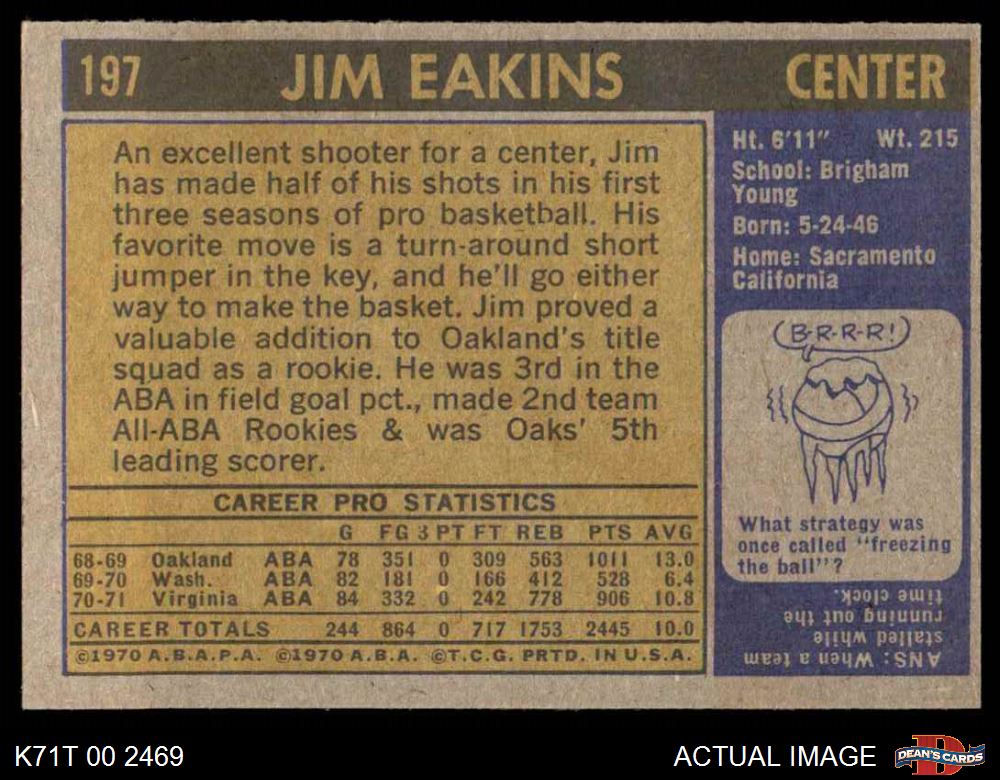 197 JIM EAKINS CENTER
An excellent shooter for a center, Jim
has made half of his shots in his first
three seasons of pro basketball. His
favorite move is a turn-around short
jumper in the key, and he'll go either
way to make the basket. Jim proved a
valuable addition to Oakland's title
squad as a rookie. He was 3rd in the
ABA in field goal pct., made 2nd team
All-ABA Rookies & was Oaks' 5th
leading scorer.
CAREER PRO STATISTICS
G FG 3 PT FT REB PTS AVG
68-69 Oakland ABA 78 351 0 309 563 1011 13.0
69-70 Wash. ABA 82 181 0 166 412 528 6.4
70-71 Virginia ABA 84 332 0 242 778 906 10.8
CAREER TOTALS 244 864 0 717 1753 2445 10.0
©1970 A.B.A.P.A. ©1970 A.B.A. ©T.C.G. PRTD. IN U.S.A.
Ht. 6'11" Wt. 215
School: Brigham
Young
Born: 5-24-46
Home: Sacramento
California
B-R-R-R!
What strategy was
once called "freezing
the ball"?
ANS: When a team
stalled while
running out the
time clock.
K71T 00 2469
ACTUAL IMAGE
DEAN'S CARDS